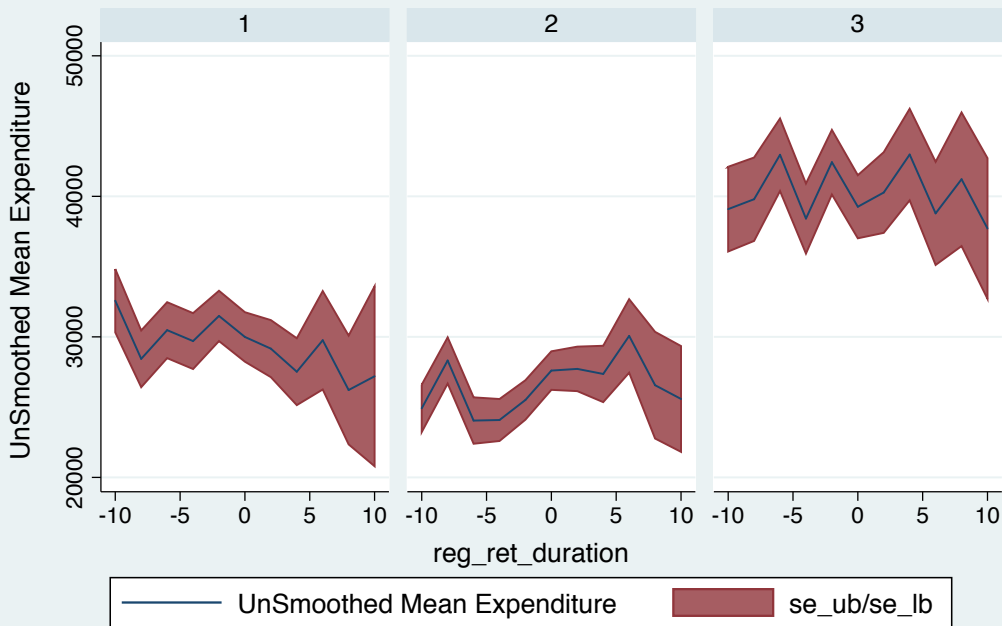 1 2 3
UnSmoothed Mean Expenditure
50000
40000
30000
20000
-10 -5 0 5 10 -10 -5 0 5 10 -10 -5 0 5 10
reg_ret_duration
UnSmoothed Mean Expenditure se_ub/se_lb